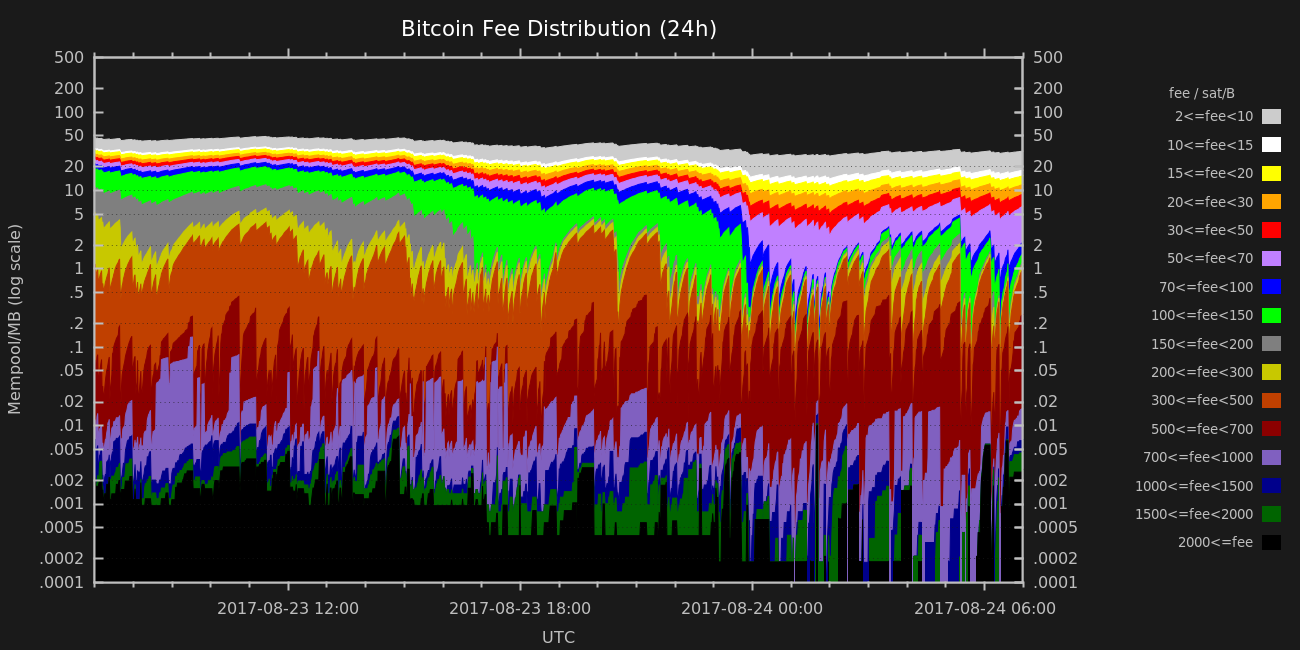 Bitcoin Fee Distribution (24h)
500
200
100
50
20
10
5
2
1
.5
.2
.1
.05
.02
.01
.005
.002
.001
.0005
.0002
.0001
Mempool/MB (log scale)
500
200
100
50
20
10
5
2
1
.5
.2
.1
.05
.02
.01
.005
.002
.001
.0005
.0002
.0001
2017-08-23 12:00
2017-08-23 18:00
2017-08-24 00:00
2017-08-24 06:00
UTC
fee / sat/B
2<=fee<10
10<=fee<15
15<=fee<20
20<=fee<30
30<=fee<50
50<=fee<70
70<=fee<100
100<=fee<150
150<=fee<200
200<=fee<300
300<=fee<500
500<=fee<700
700<=fee<1000
1000<=fee<1500
1500<=fee<2000
2000<=fee